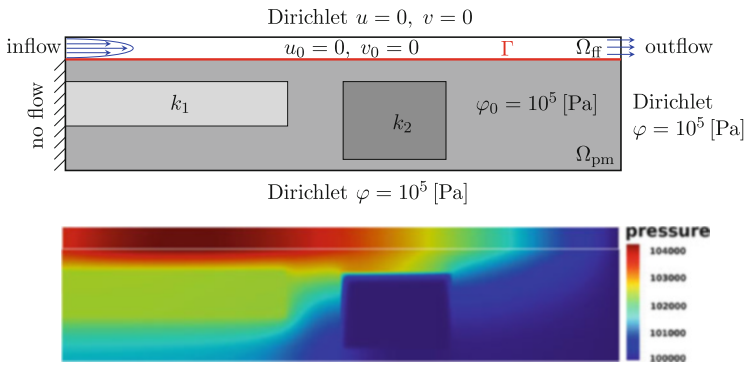 Dirichlet u = 0, v = 0
inflow
u₀ = 0, v₀ = 0
Γ
Ω_ff
outflow
no flow
k₁
k₂
φ₀ = 10⁵ [Pa]
Ω_pm
Dirichlet
φ = 10⁵ [Pa]
Dirichlet φ = 10⁵ [Pa]
pressure
104000
103000
102000
101000
100000